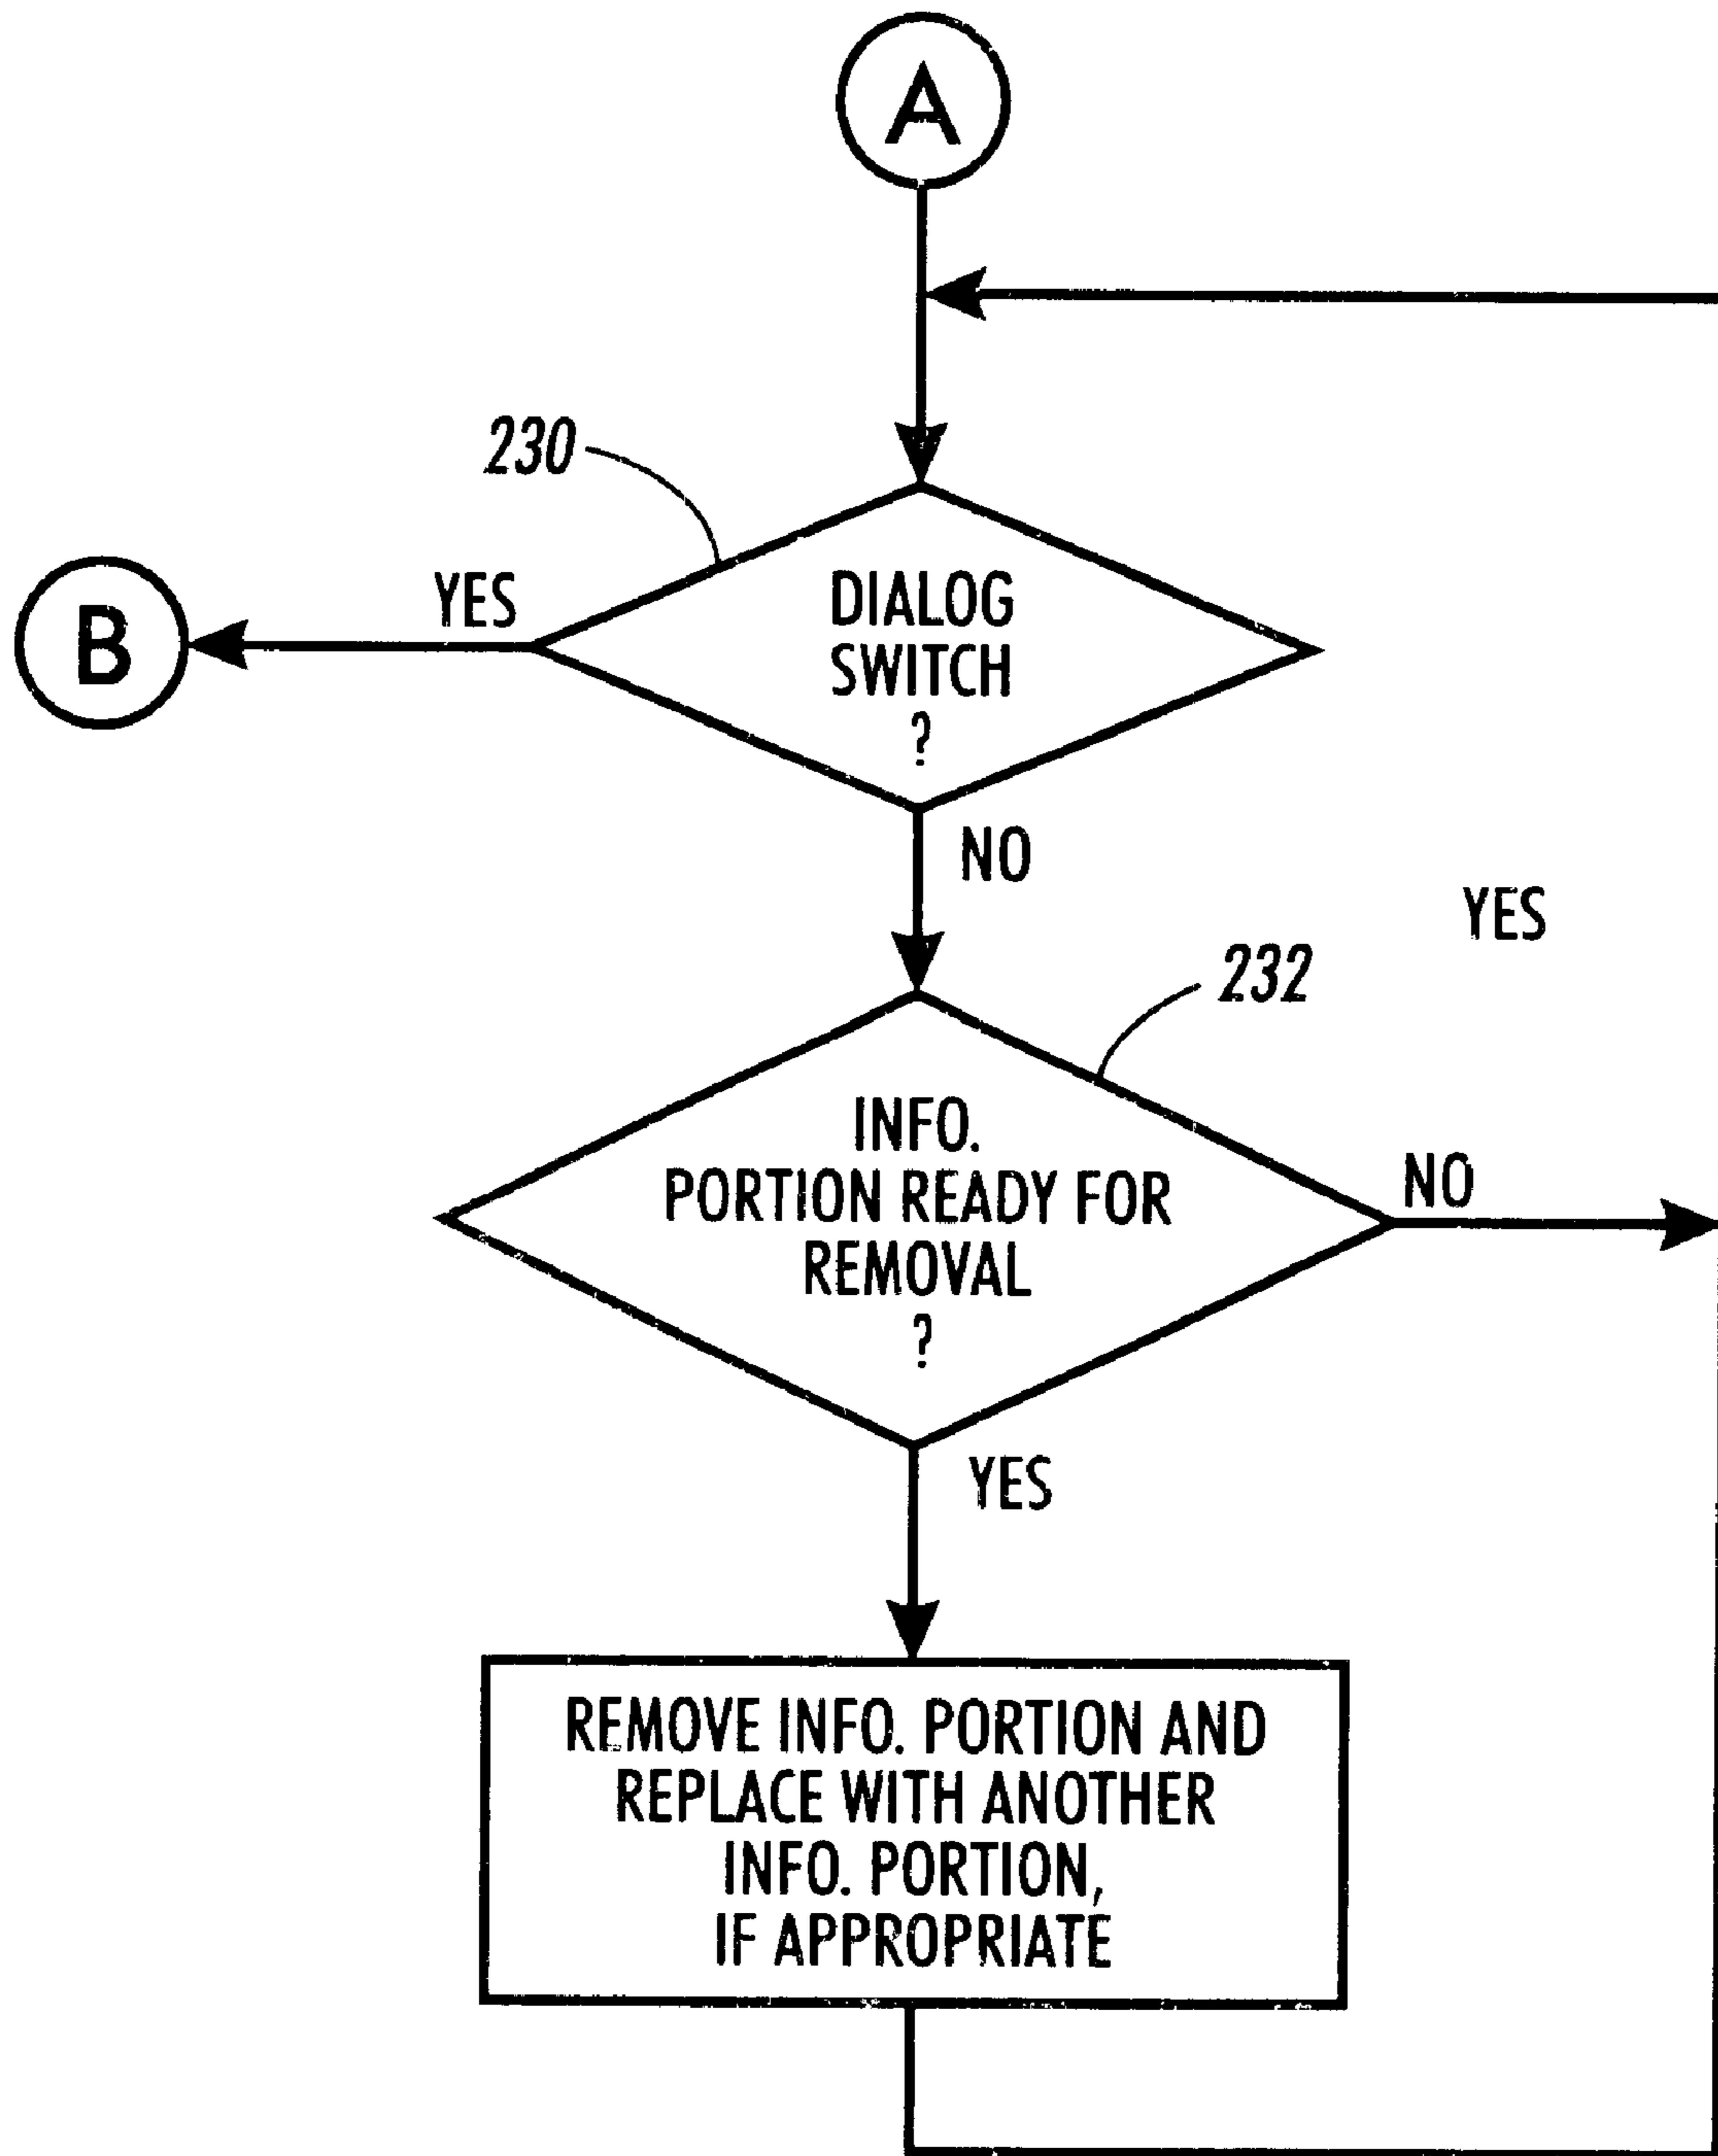 A
230
YES
B
DIALOG
SWITCH
?
NO
YES
232
INFO.
PORTION READY FOR
REMOVAL
?
NO
YES
REMOVE INFO. PORTION AND
REPLACE WITH ANOTHER
INFO. PORTION,
IF APPROPRIATE